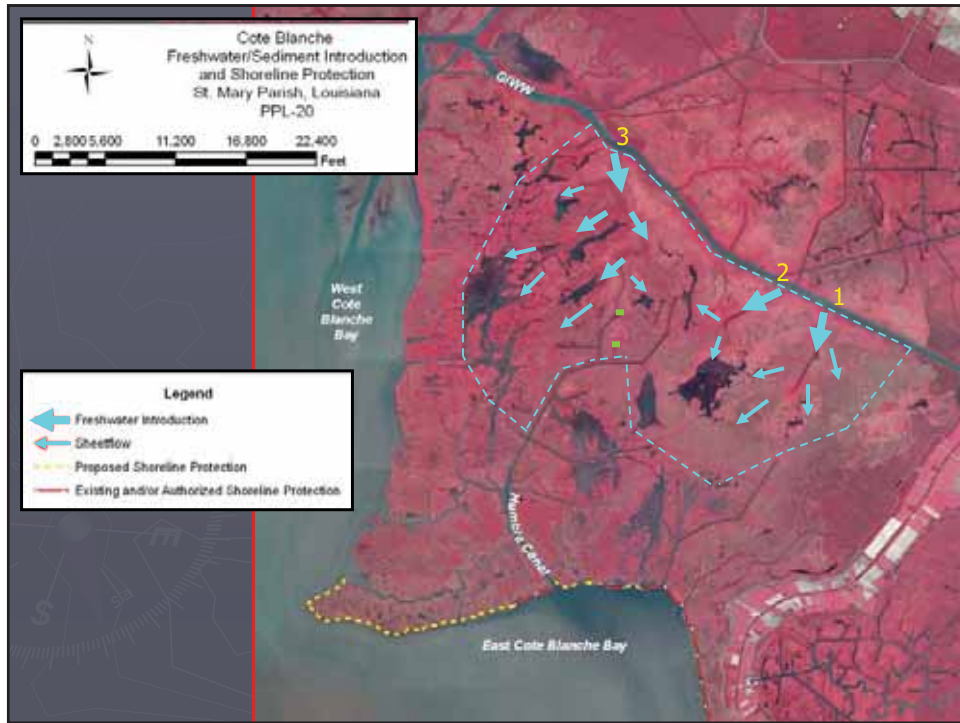 N
Cote Blanche
Freshwater/Sediment Introduction
and Shoreline Protection
St. Mary Parish, Louisiana
PPL-20
0 2,800 5,600 11,200 16,800 22,400
Feet
GIWW
3
2
1
West
Cote
Blanche
Bay
Legend
Freshwater Introduction
Sheetflow
Proposed Shoreline Protection
Existing and/or Authorized Shoreline Protection
Humble Canal
East Cote Blanche Bay
S
E